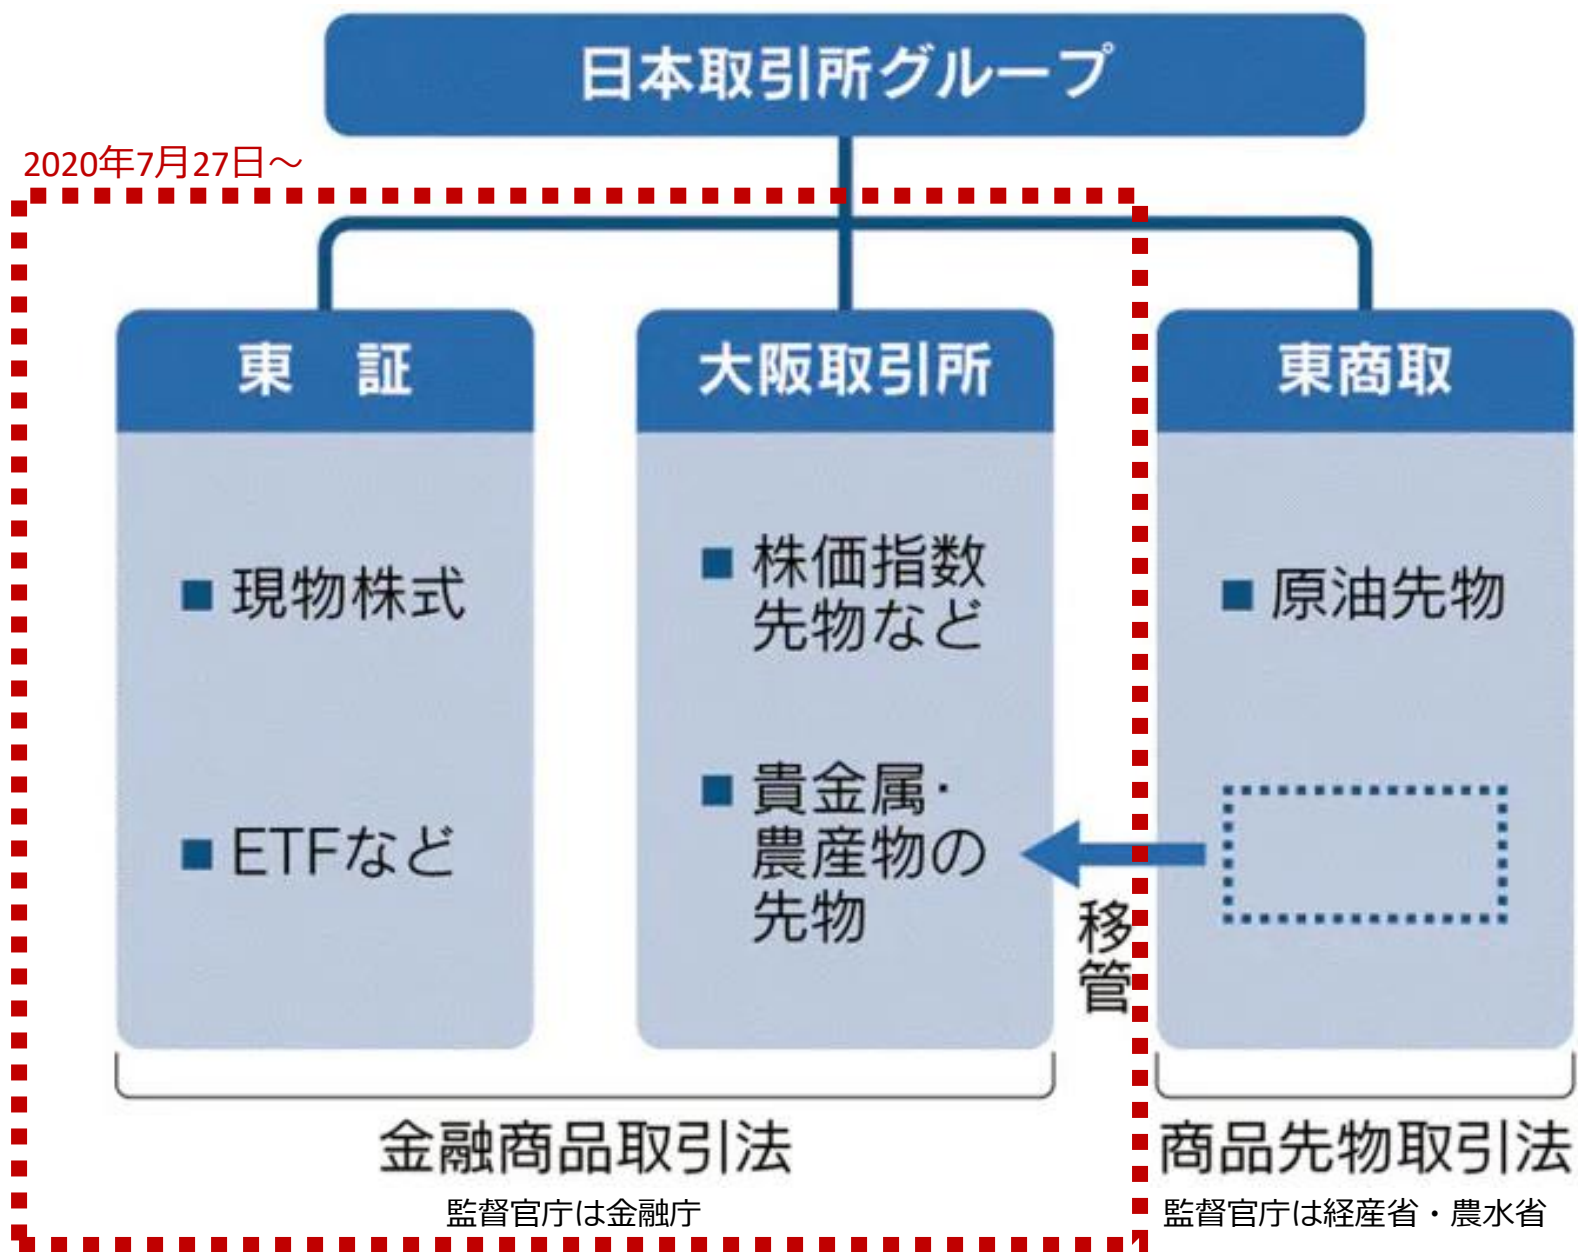 日本取引所グループ
2020年7月27日～
東　証
■ 現物株式
■ ETFなど
大阪取引所
■ 株価指数
先物など
■ 貴金属・
農産物の
先物
移管
東商取
■ 原油先物
金融商品取引法
監督官庁は金融庁
商品先物取引法
監督官庁は経産省・農水省